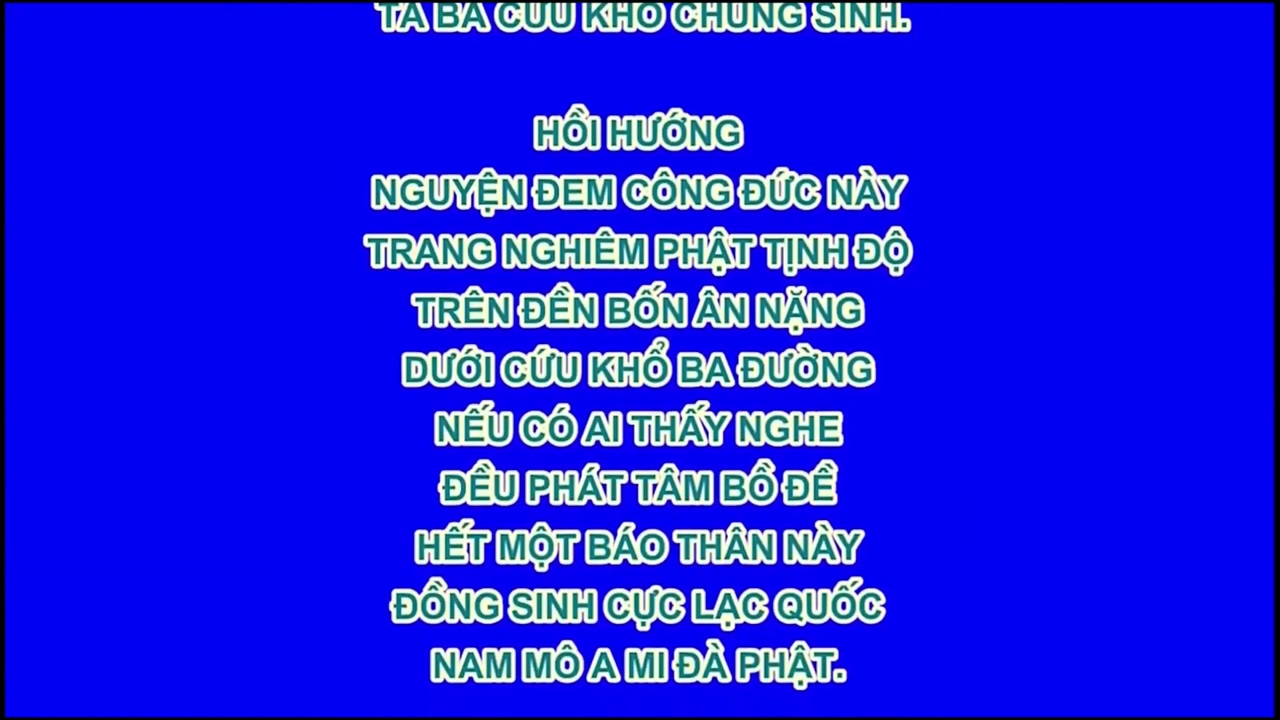 TA BÀ CỨU KHỔ CHÚNG SINH.
HỒI HƯỚNG
NGUYỆN ĐEM CÔNG ĐỨC NÀY
TRANG NGHIÊM PHẬT TỊNH ĐỘ
TRÊN ĐỀN BỐN ÂN NẶNG
DƯỚI CỨU KHỔ BA ĐƯỜNG
NẾU CÓ AI THẤY NGHE
ĐỀU PHÁT TÂM BỒ ĐỀ
HẾT MỘT BÁO THÂN NÀY
ĐỒNG SINH CỰC LẠC QUỐC
NAM MÔ A MI ĐÀ PHẬT.